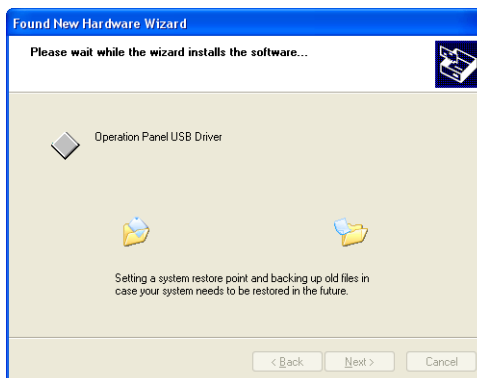 Found New Hardware Wizard
Please wait while the wizard installs the software...
Operation Panel USB Driver
Setting a system restore point and backing up old files in
case your system needs to be restored in the future.
< Back Next > Cancel